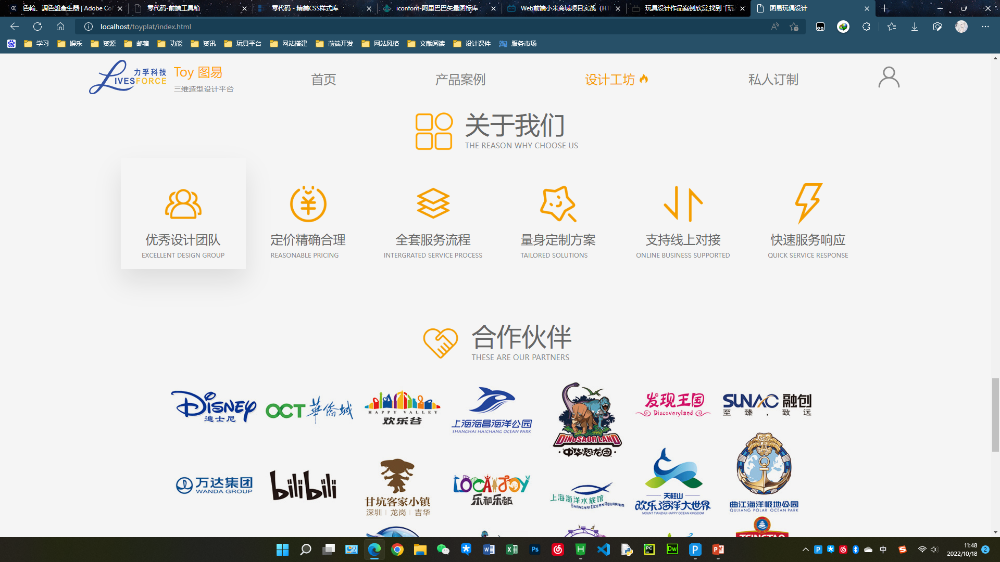 色輪、調色盤產生器 | Adobe Co
零代码-前端工具箱
零代码 - 精美CSS样式库
iconfont-阿里巴巴矢量图标库
Web前端小米商城项目实战（HT
玩具设计作品案例欣赏,找到「玩
图易玩偶设计
localhost/toyplat/index.html
学习 娱乐 资源 邮箱 功能 资讯 玩具平台 网站搭建 前端开发 网站风格 文献阅读 设计课件 服务市场
力孚科技
LIVESFORCE
Toy 图易
三维造型设计平台
首页 产品案例 设计工坊 私人订制
关于我们
THE REASON WHY CHOOSE US
优秀设计团队 定价精确合理 全套服务流程 量身定制方案 支持线上对接 快速服务响应
EXCELLENT DESIGN GROUP REASONABLE PRICING INTERGRATED SERVICE PROCESS TAILORED SOLUTIONS ONLINE BUSINESS SUPPORTED QUICK SERVICE RESPONSE
合作伙伴
THESE ARE OUR PARTNERS
DISNEY
迪士尼
OCT 華僑城
HAPPY VALLEY
欢乐谷
上海海昌海洋公园
SHANGHAI HAICHANG OCEAN PARK
DINOSAUR LAND
·中华恐龙园·
发现王国
Discoveryland
SUNAC 融创
至臻，致远
万达集团
WANDA GROUP
bilibili
甘坑客家小镇
深圳 | 龙岗 | 吉华
LOCAJOY
乐和乐都
上海海洋水族馆
SHANGHAI OCEAN AQUARIUM
天柱山
欢乐海洋大世界
MOUNT TIANZHU HAPPY OCEAN KINGDOM
曲江海洋极地公园
QUJIANG POLAR OCEAN PARK
TSINGTAO
中
11:48
2022/10/18
2